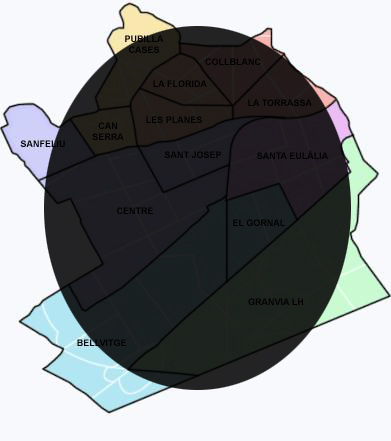 PUBILLA
CASES
COLLBLANC
LA FLORIDA
LA TORRASSA
LES PLANES
CAN
SERRA
SANFELIU
SANT JOSEP
SANTA EULÀLIA
CENTRE
EL GORNAL
GRANVIA LH
BELLVITGE